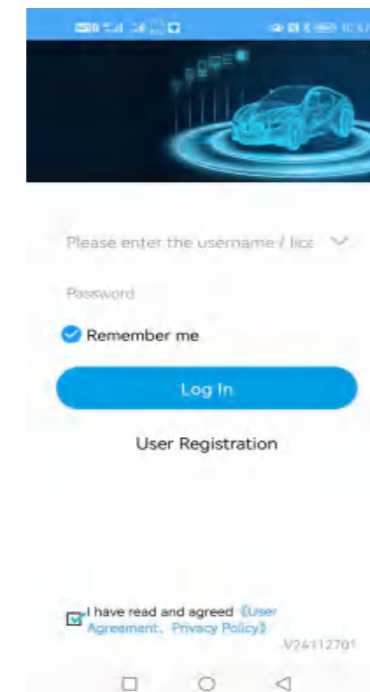 Please enter the username / lice
Password
Remember me
Log In
User Registration
I have read and agreed 《User
Agreement、Privacy Policy》
V24112701